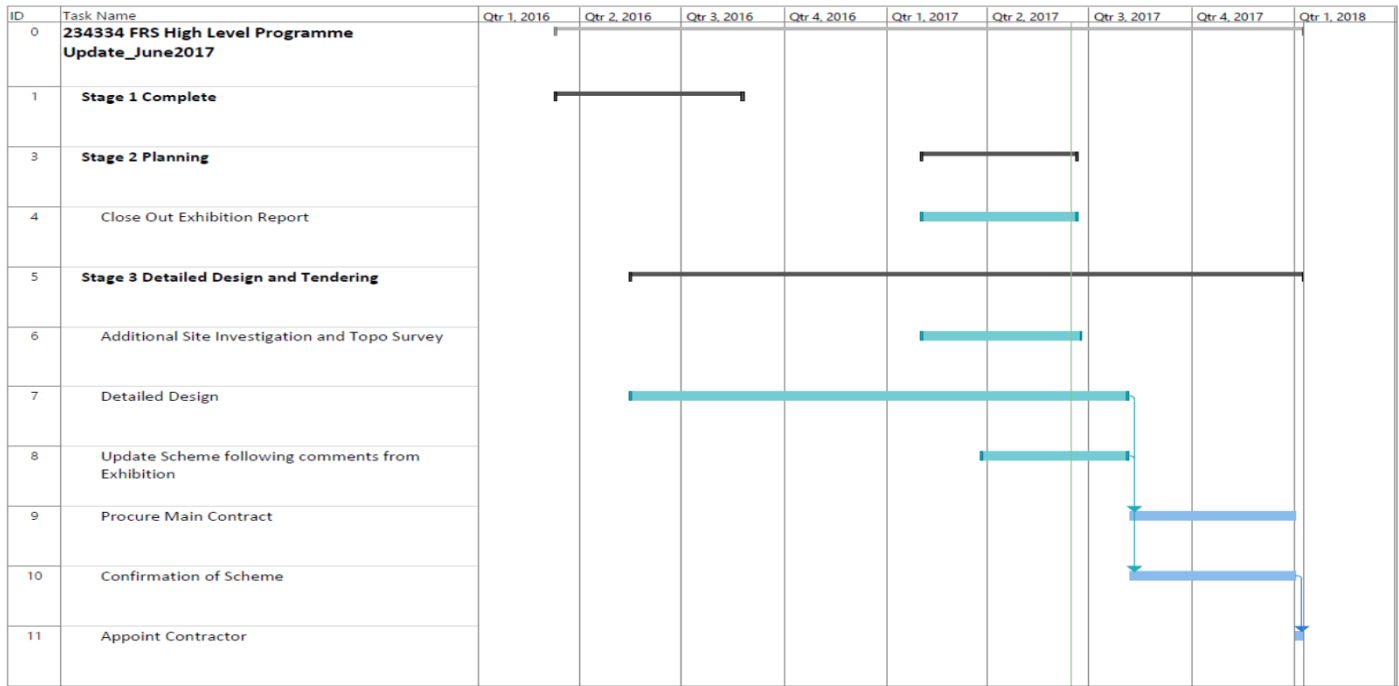 ID Task Name Qtr 1, 2016 Qtr 2, 2016 Qtr 3, 2016 Qtr 4, 2016 Qtr 1, 2017 Qtr 2, 2017 Qtr 3, 2017 Qtr 4, 2017 Qtr 1, 2018
0 234334 FRS High Level Programme
Update_June2017
1 Stage 1 Complete
3 Stage 2 Planning
4 Close Out Exhibition Report
5 Stage 3 Detailed Design and Tendering
6 Additional Site Investigation and Topo Survey
7 Detailed Design
8 Update Scheme following comments from
Exhibition
9 Procure Main Contract
10 Confirmation of Scheme
11 Appoint Contractor